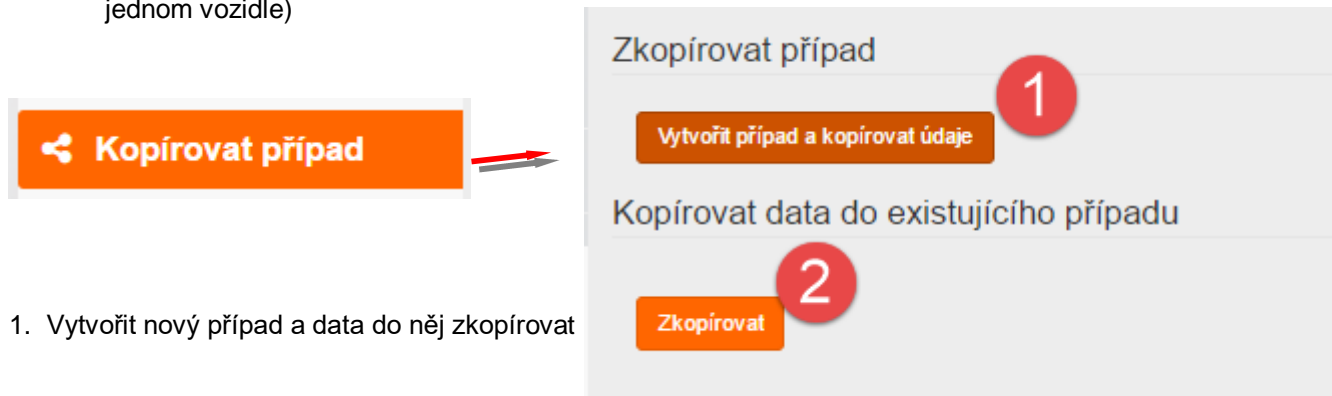 jednom vozidle)
Kopírovat případ
Zkopírovat případ
1
Vytvořit případ a kopírovat údaje
Kopírovat data do existujícího případu
2
Zkopírovat
1. Vytvořit nový případ a data do něj zkopírovat